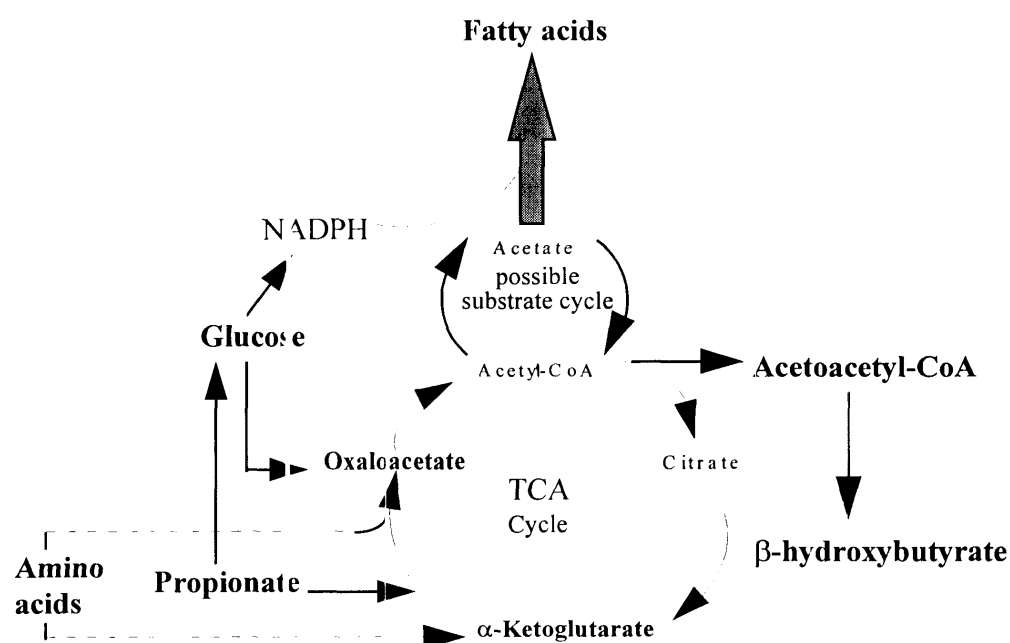 Fatty acids
NADPH
Acetate
possible
substrate cycle
Glucose
Acetyl-CoA
Acetoacetyl-CoA
Oxaloacetate
Citrate
TCA
Cycle
β-hydroxybutyrate
Amino
acids
Propionate
α-Ketoglutarate